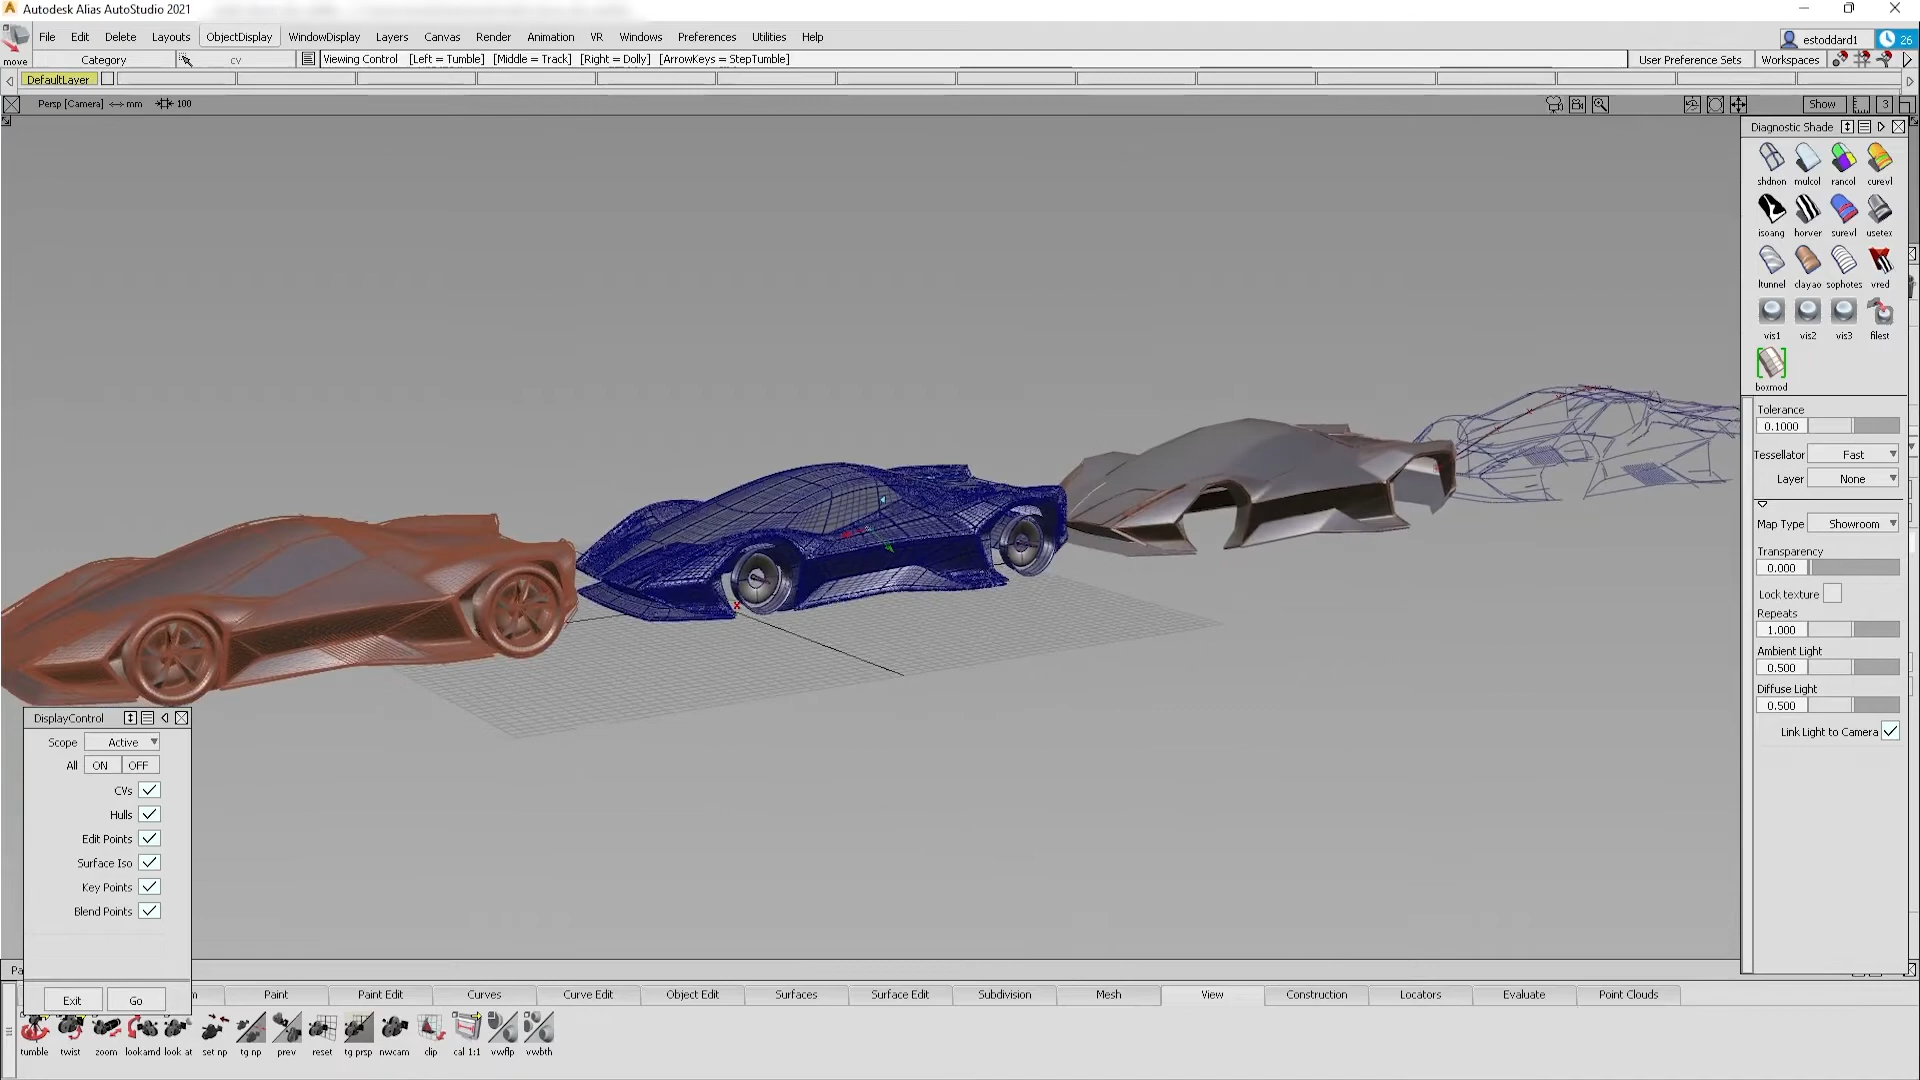 Autodesk Alias AutoStudio 2021
File Edit Delete Layouts ObjectDisplay WindowDisplay Layers Canvas Render Animation VR Windows Preferences Utilities Help
estoddard1 26
move Category cv Viewing Control [Left = Tumble] [Middle = Track] [Right = Dolly] [ArrowKeys = StepTumble] User Preference Sets Workspaces
DefaultLayer
Persp [Camera] mm 100 Show 3
Diagnostic Shade
shdnon mulcol rancol curevl
isoang horver surevl usetex
ltunnel clayao isophotes vred
vis1 vis2 vis3 filest
boxmod
Tolerance
0.1000
Tessellator Fast
Layer None
Map Type Showroom
Transparency
0.000
Lock texture
Repeats
1.000
Ambient Light
0.500
Diffuse Light
0.500
Link Light to Camera
DisplayControl
Scope Active
All ON OFF
CVs
Hulls
Edit Points
Surface Iso
Key Points
Blend Points
Exit Go
Paint Paint Edit Curves Curve Edit Object Edit Surfaces Surface Edit Subdivision Mesh View Construction Locators Evaluate Point Clouds
tumble twist zoom lookarnd look at set np tg np prev reset tg prsp nwcam clip cal 1:1 vwflp vwbth